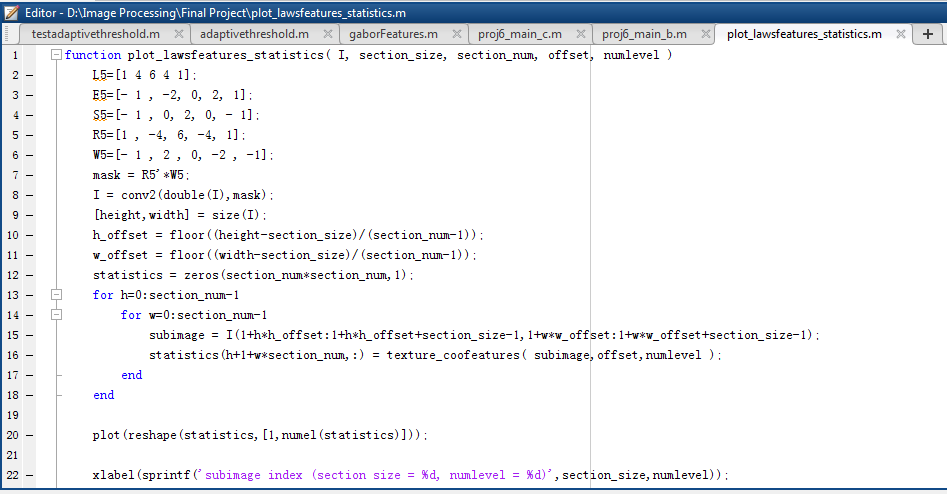 Editor - D:\Image Processing\Final Project\plot_lawsfeatures_statistics.m
testadaptivethreshold.m × adaptivethreshold.m × gaborFeatures.m × proj6_main_c.m × proj6_main_b.m × plot_lawsfeatures_statistics.m × +
1 function plot_lawsfeatures_statistics( I, section_size, section_num, offset, numlevel )
2 – L5=[1 4 6 4 1];
3 – E5=[- 1 , -2, 0, 2, 1];
4 – S5=[- 1 , 0, 2, 0, - 1];
5 – R5=[1 , -4, 6, -4, 1];
6 – W5=[- 1 , 2 , 0, -2 , -1];
7 – mask = R5'*W5;
8 – I = conv2(double(I),mask);
9 – [height,width] = size(I);
10 – h_offset = floor((height-section_size)/(section_num-1));
11 – w_offset = floor((width-section_size)/(section_num-1));
12 – statistics = zeros(section_num*section_num,1);
13 – for h=0:section_num-1
14 – for w=0:section_num-1
15 – subimage = I(1+h*h_offset:1+h*h_offset+section_size-1,1+w*w_offset:1+w*w_offset+section_size-1);
16 – statistics(h+1+w*section_num,:) = texture_coofeatures( subimage,offset,numlevel );
17 – end
18 – end
19
20 – plot(reshape(statistics,[1,numel(statistics)]));
21
22 – xlabel(sprintf('subimage index (section size = %d, numlevel = %d)',section_size,numlevel));